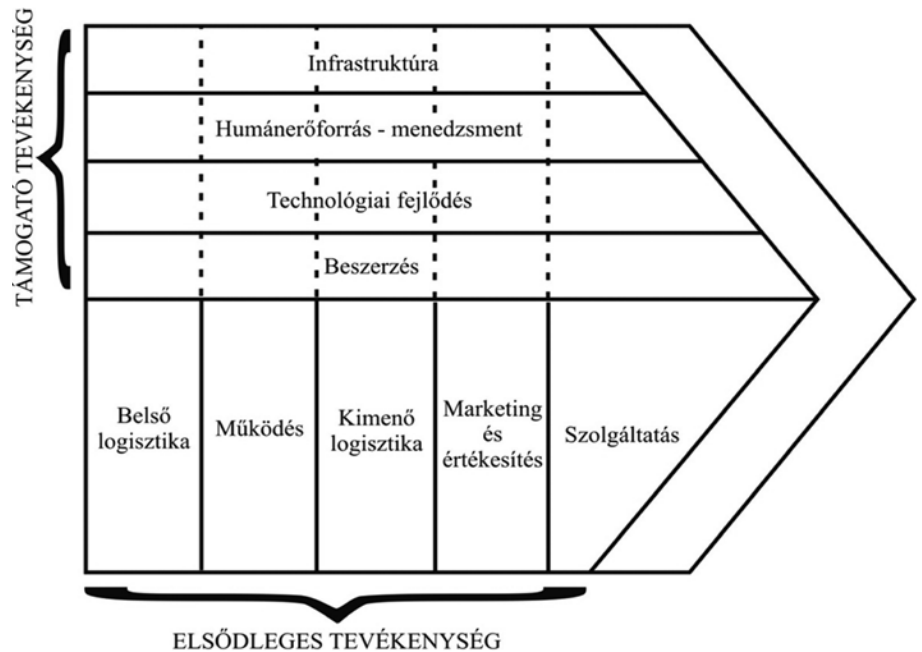 TÁMOGATÓ TEVÉKENYSÉG
Infrastruktúra
Humánerőforrás - menedzsment
Technológiai fejlődés
Beszerzés
Belső
logisztika
Működés
Kimenő
logisztika
Marketing
és
értékesítés
Szolgáltatás
ELSŐDLEGES TEVÉKENYSÉG